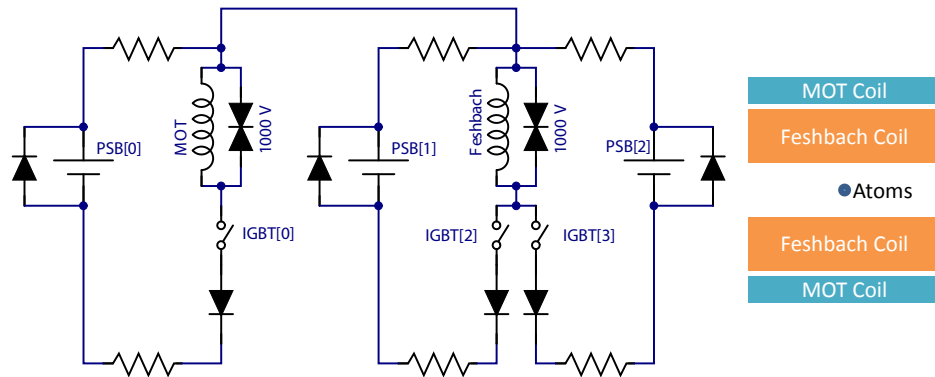 PSB[0]
MOT
1000 V
IGBT[0]
PSB[1]
Feshbach
1000 V
PSB[2]
IGBT[2]
IGBT[3]
MOT Coil
Feshbach Coil
Atoms
Feshbach Coil
MOT Coil